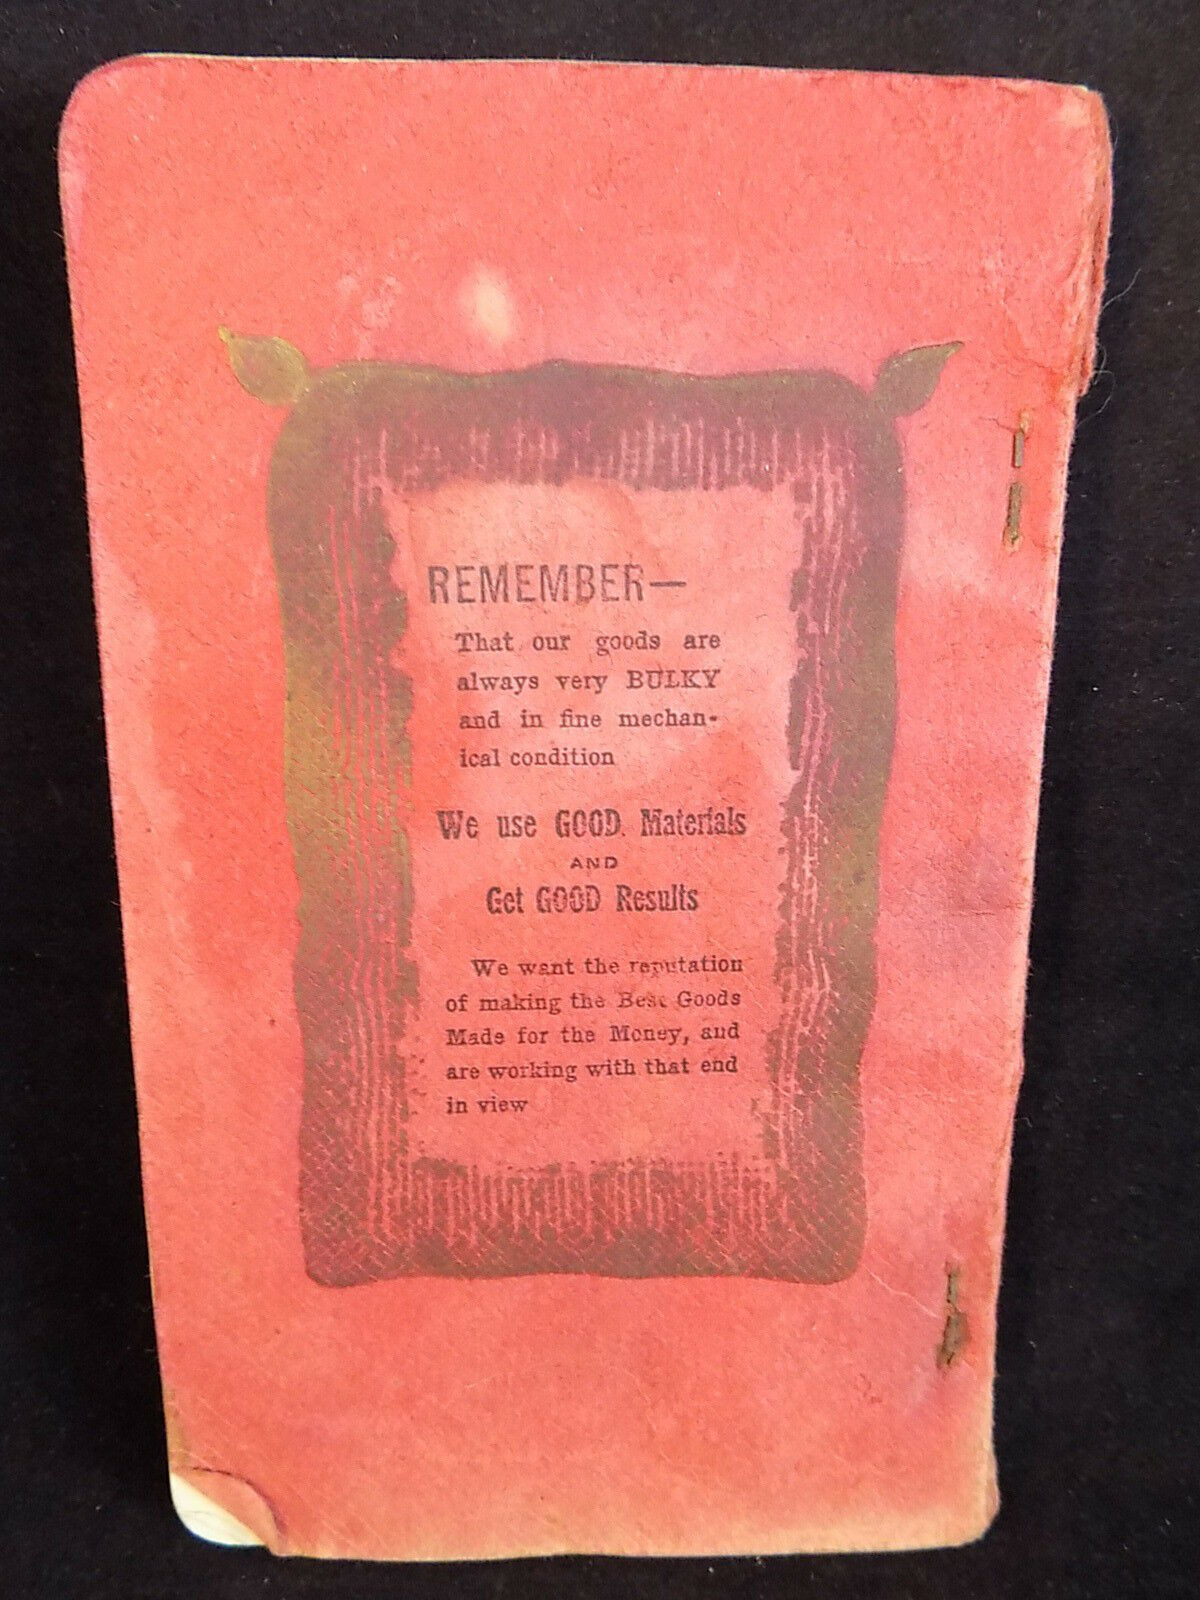 REMEMBER—
That our goods are
always very BULKY
and in fine mechan-
ical condition
We use GOOD Materials
AND
Get GOOD Results
We want the reputation
of making the Best Goods
Made for the Money, and
are working with that end
in view